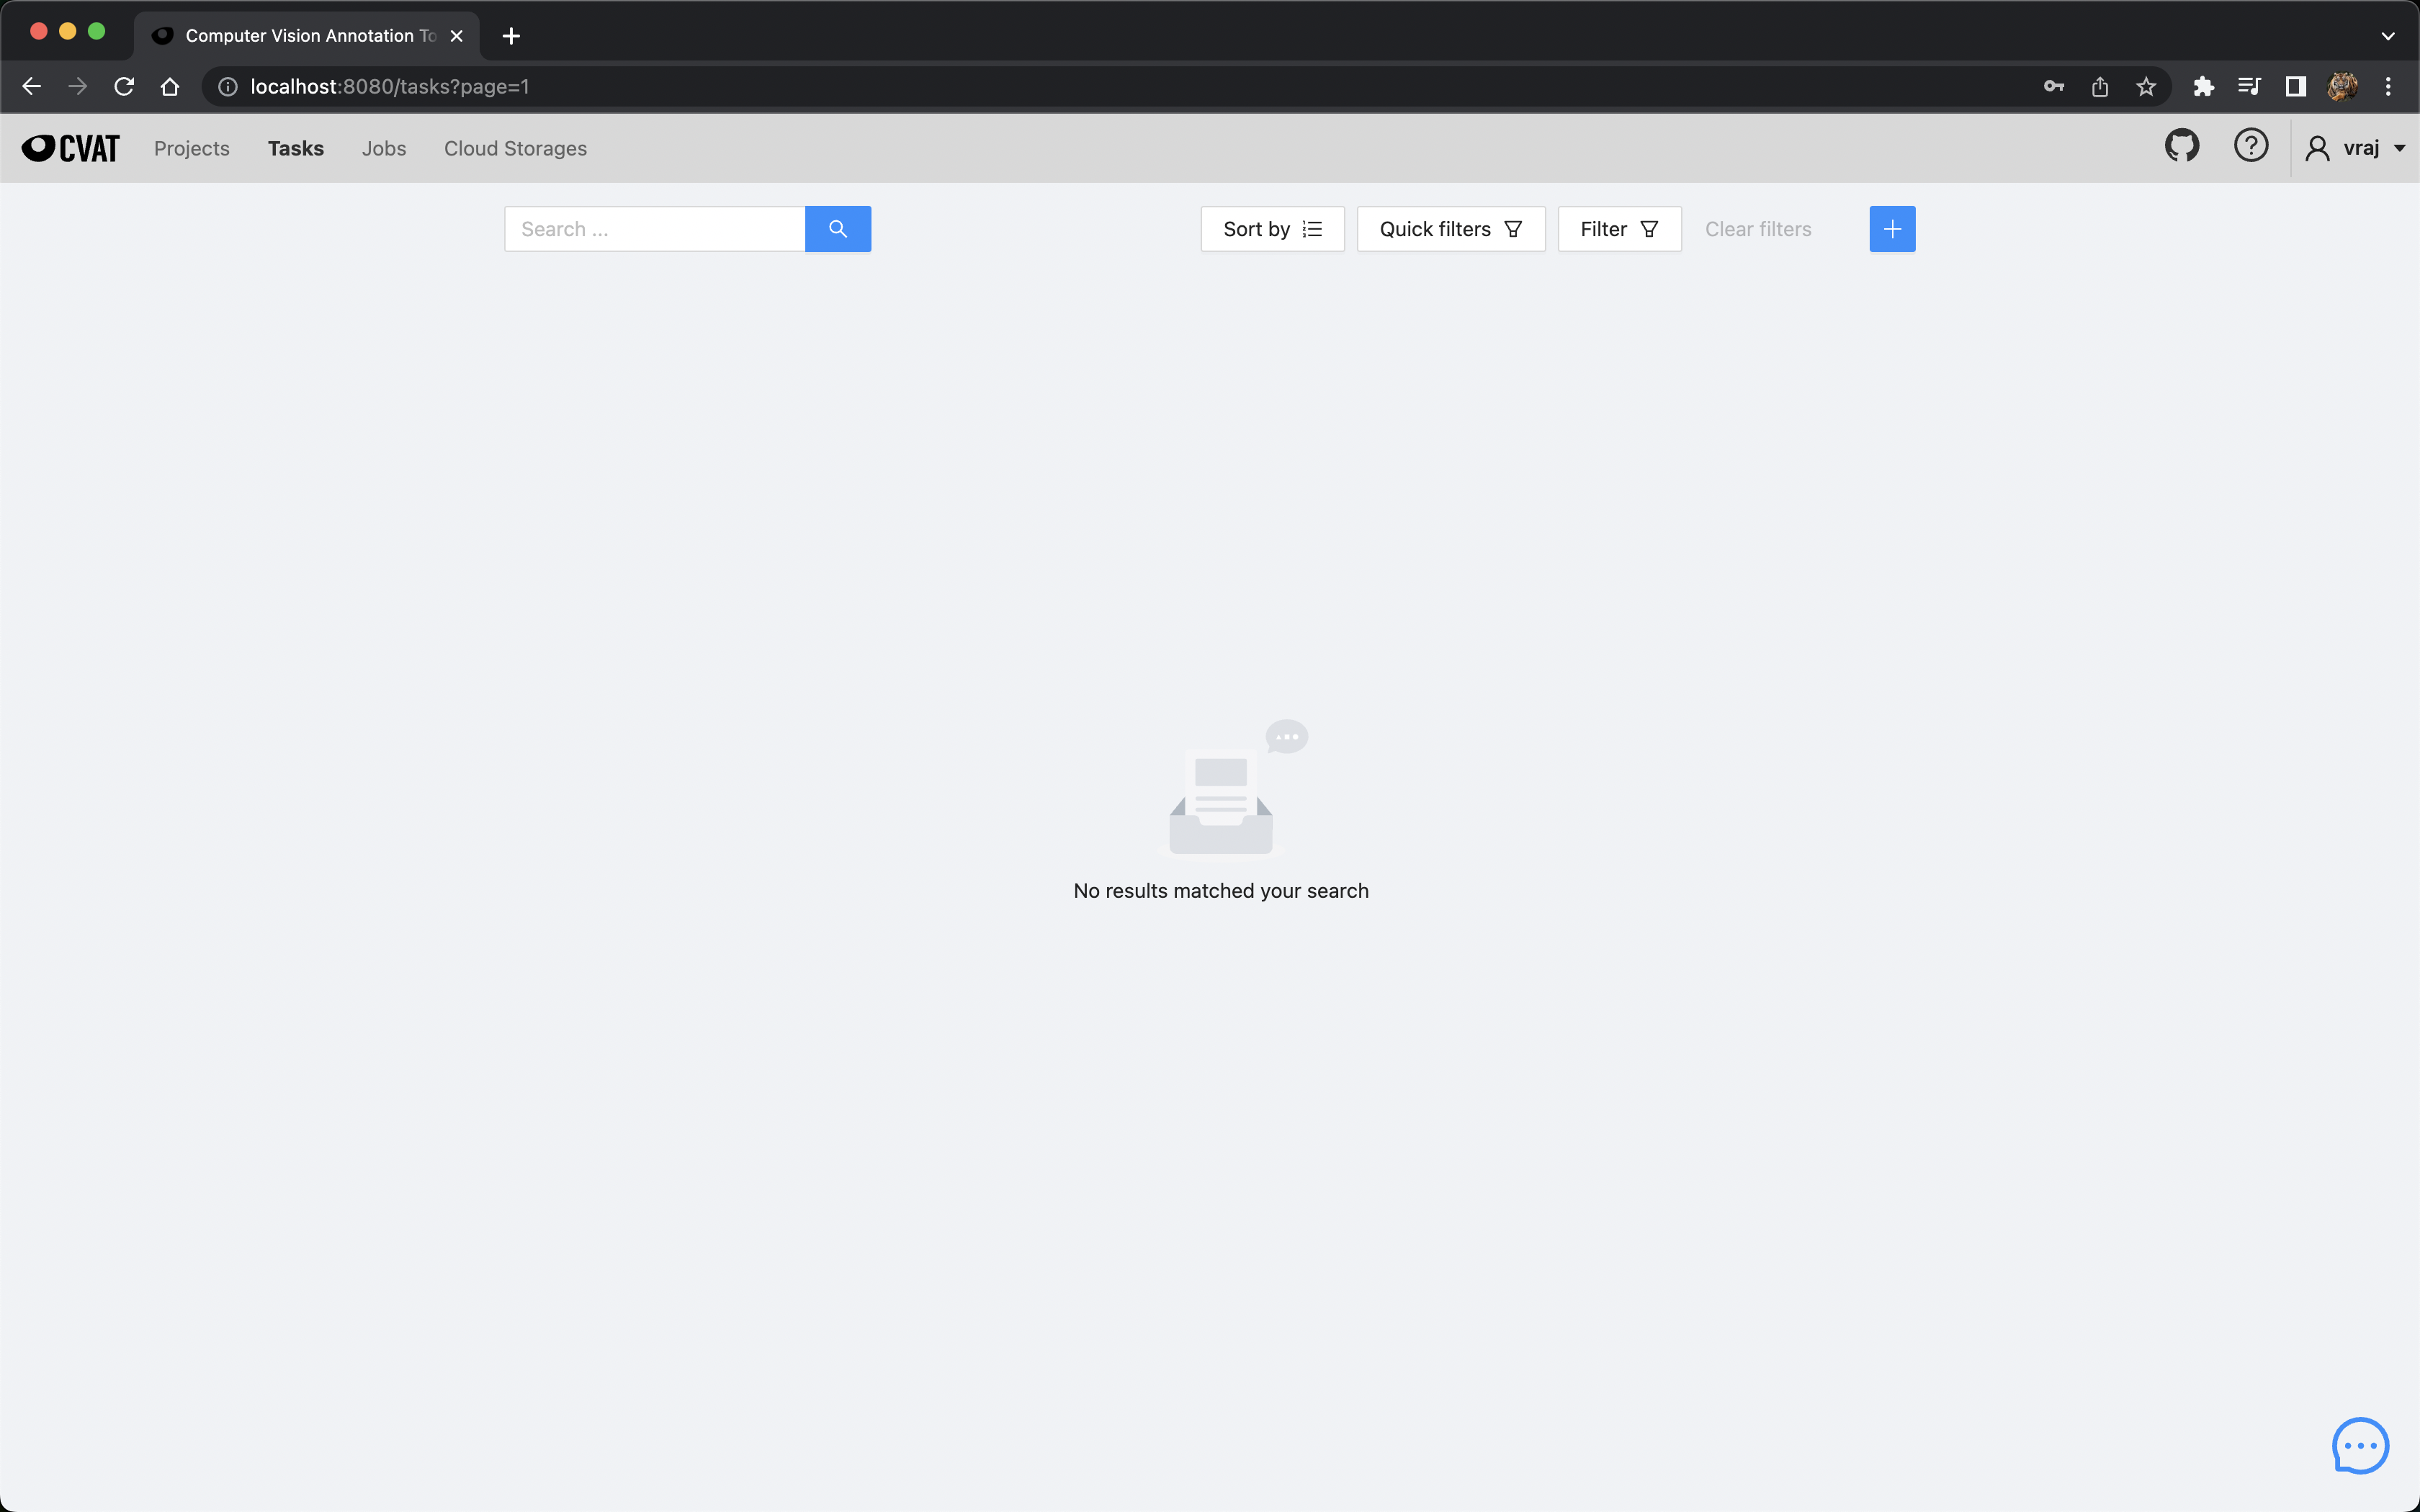 Computer Vision Annotation To
localhost:8080/tasks?page=1
CVAT Projects Tasks Jobs Cloud Storages vraj
Search ... Sort by Quick filters Filter Clear filters
No results matched your search